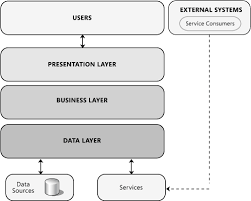 USERS
EXTERNAL SYSTEMS
Service Consumers
PRESENTATION LAYER
BUSINESS LAYER
DATA LAYER
Data
Sources
Services